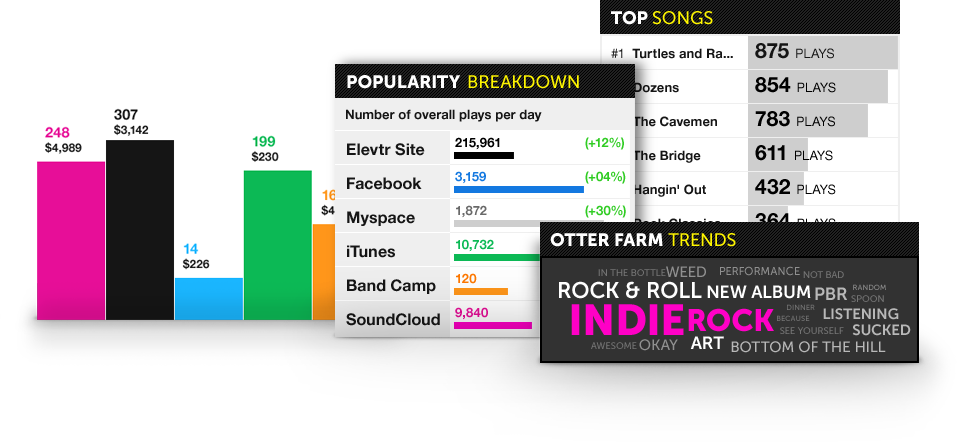 TOP SONGS
#1 Turtles and Ra... 875 PLAYS
Dozens 854 PLAYS
The Cavemen 783 PLAYS
The Bridge 611 PLAYS
Hangin' Out 432 PLAYS
Rock Classics 364 PLAYS
POPULARITY BREAKDOWN
Number of overall plays per day
Elevtr Site 215,961 (+12%)
Facebook 3,159 (+04%)
Myspace 1,872 (+30%)
iTunes 10,732
Band Camp 120
SoundCloud 9,840
248
$4,989
307
$3,142
14
$226
199
$230
16
$4
OTTER FARM TRENDS
IN THE BOTTLE WEED PERFORMANCE NOT BAD
ROCK & ROLL NEW ALBUM PBR RANDOM
SPOON
INDIE ROCK DINNER LISTENING
BECAUSE
SEE YOURSELF SUCKED
AWESOME OKAY ART BOTTOM OF THE HILL